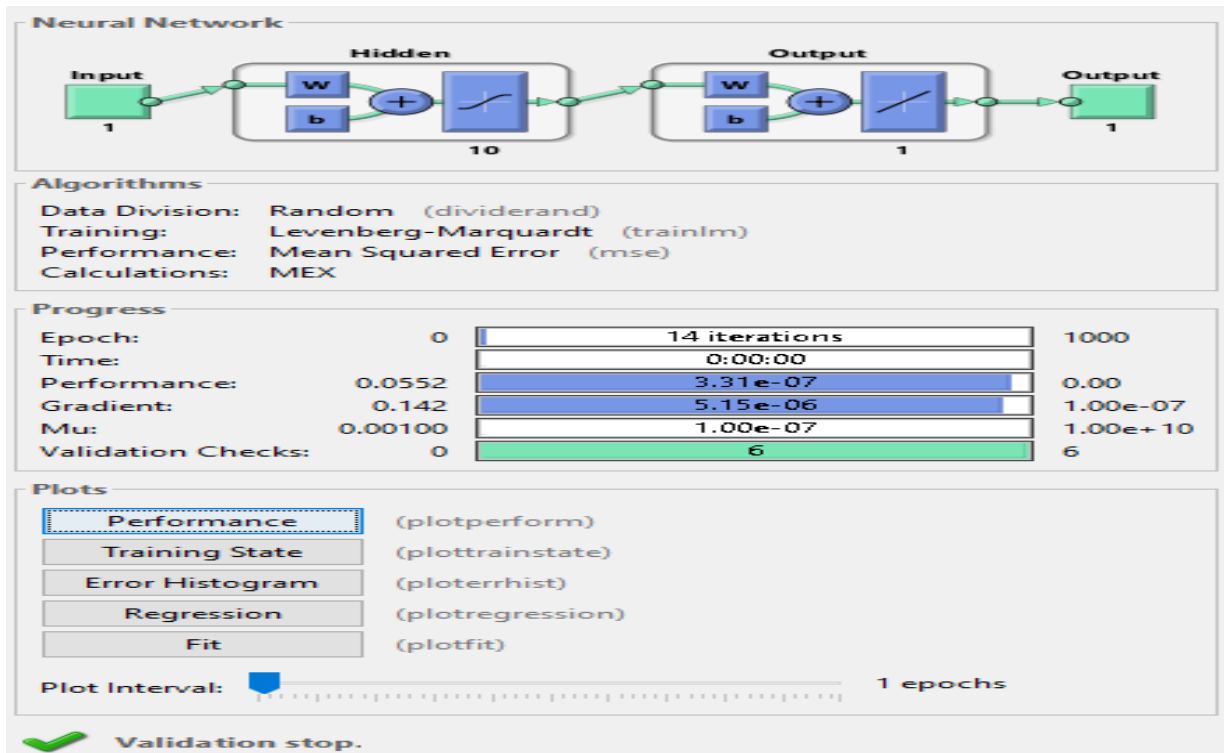 Neural Network
Hidden Output
Input Output
W W
b b
+ +
1 10 1 1
Algorithms
Data Division: Random (dividerand)
Training: Levenberg-Marquardt (trainlm)
Performance: Mean Squared Error (mse)
Calculations: MEX
Progress
Epoch: 0 14 iterations 1000
Time: 0:00:00
Performance: 0.0552 3.31e-07 0.00
Gradient: 0.142 5.15e-06 1.00e-07
Mu: 0.00100 1.00e-07 1.00e+10
Validation Checks: 0 6 6
Plots
Performance (plotperform)
Training State (plottrainstate)
Error Histogram (ploterrhist)
Regression (plotregression)
Fit (plotfit)
Plot Interval: 1 epochs
Validation stop.